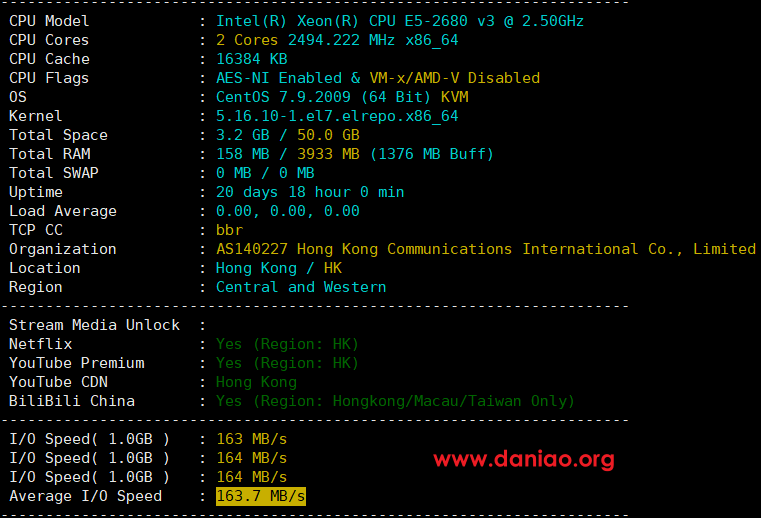 CPU Model : Intel(R) Xeon(R) CPU E5-2680 v3 @ 2.50GHz
CPU Cores : 2 Cores 2494.222 MHz x86_64
CPU Cache : 16384 KB
CPU Flags : AES-NI Enabled & VM-x/AMD-V Disabled
OS : CentOS 7.9.2009 (64 Bit) KVM
Kernel : 5.16.10-1.el7.elrepo.x86_64
Total Space : 3.2 GB / 50.0 GB
Total RAM : 158 MB / 3933 MB (1376 MB Buff)
Total SWAP : 0 MB / 0 MB
Uptime : 20 days 18 hour 0 min
Load Average : 0.00, 0.00, 0.00
TCP CC : bbr
Organization : AS140227 Hong Kong Communications International Co., Limited
Location : Hong Kong / HK
Region : Central and Western
Stream Media Unlock :
Netflix : Yes (Region: HK)
YouTube Premium : Yes (Region: HK)
YouTube CDN : Hong Kong
BiliBili China : Yes (Region: Hongkong/Macau/Taiwan Only)
I/O Speed( 1.0GB ) : 163 MB/s
I/O Speed( 1.0GB ) : 164 MB/s
I/O Speed( 1.0GB ) : 164 MB/s
Average I/O Speed : 163.7 MB/s
www.daniao.org